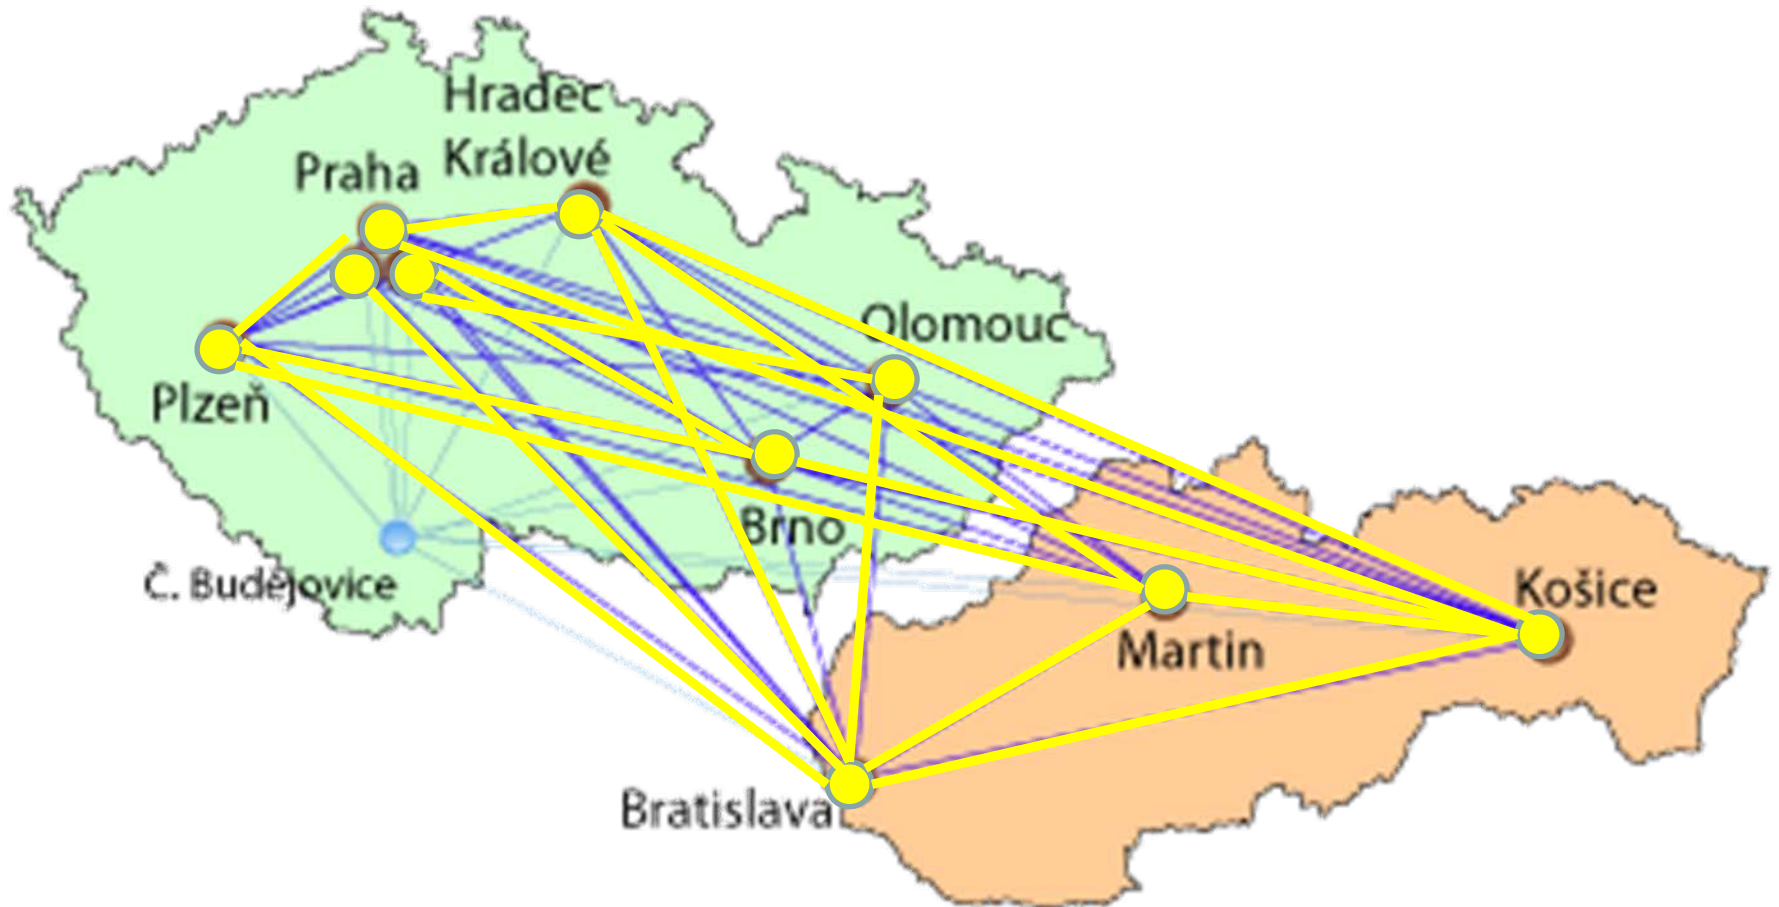 Hradec
Králové
Praha
Olomouc
Plzeň
Brno
Č. Budějovice
Košice
Martin
Bratislava